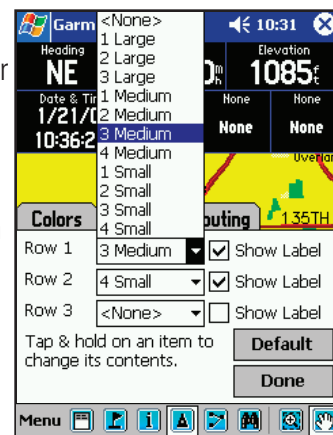 r
Garm
10:31
<None>
1 Large
2 Large
3 Large
1 Medium
2 Medium
3 Medium
4 Medium
1 Small
2 Small
3 Small
4 Small
Heading
Elevation
NE
1085
Date & Tir
None
None
1/21/0
None
None
10:36:2
Overlan
Colors
outing
135TH
Row 1
3 Medium
Show Label
Row 2
4 Small
Show Label
Row 3
<None>
Show Label
Tap & hold on an item to
change its contents.
Default
Done
Menu